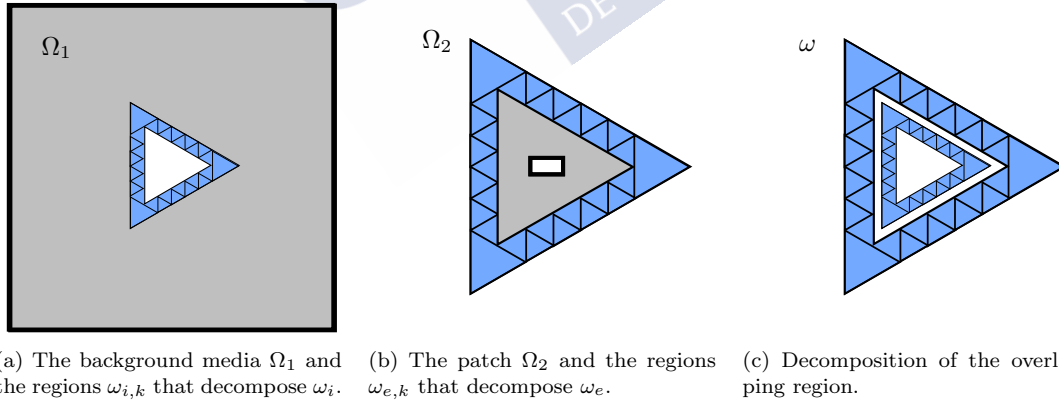 DE
Ω₁
Ω₂
ω
(a) The background media Ω₁ and
the regions ωᵢ,ₖ that decompose ωᵢ.
(b) The patch Ω₂ and the regions
ωₑ,ₖ that decompose ωₑ.
(c) Decomposition of the overl
ping region.